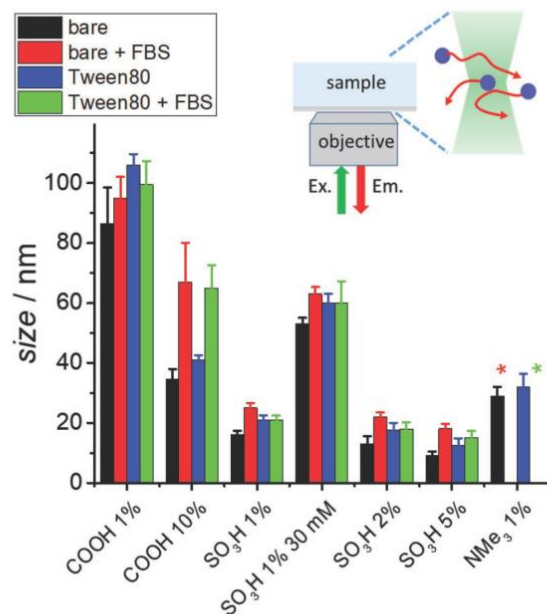 bare
bare + FBS
Tween80
Tween80 + FBS
sample
objective
Ex.
Em.
size / nm
100
80
60
40
20
0
COOH 1%
COOH 10%
SO₃H 1%
SO₃H 1% 30 mM
SO₃H 2%
SO₃H 5%
NMe₃ 1%
*
*